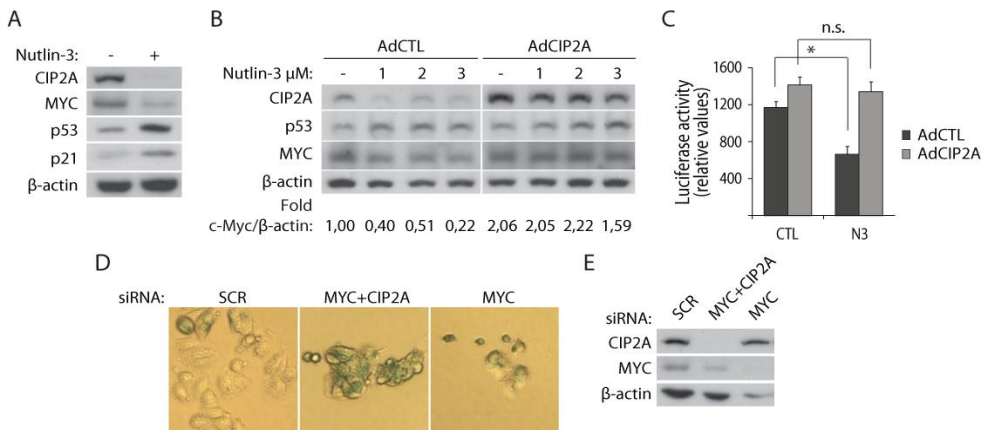 A
Nutlin-3: - +
CIP2A
MYC
p53
p21
β-actin
B
AdCTL AdCIP2A
Nutlin-3 μM: - 1 2 3 - 1 2 3
CIP2A
p53
MYC
β-actin
Fold
c-Myc/β-actin: 1,00 0,40 0,51 0,22 2,06 2,05 2,22 1,59
C
n.s.
*
Luciferase activity
(relative values)
1600
1200
800
400
CTL N3
AdCTL
AdCIP2A
D
siRNA: SCR MYC+CIP2A MYC
E
siRNA: SCR MYC+CIP2A MYC
CIP2A
MYC
β-actin